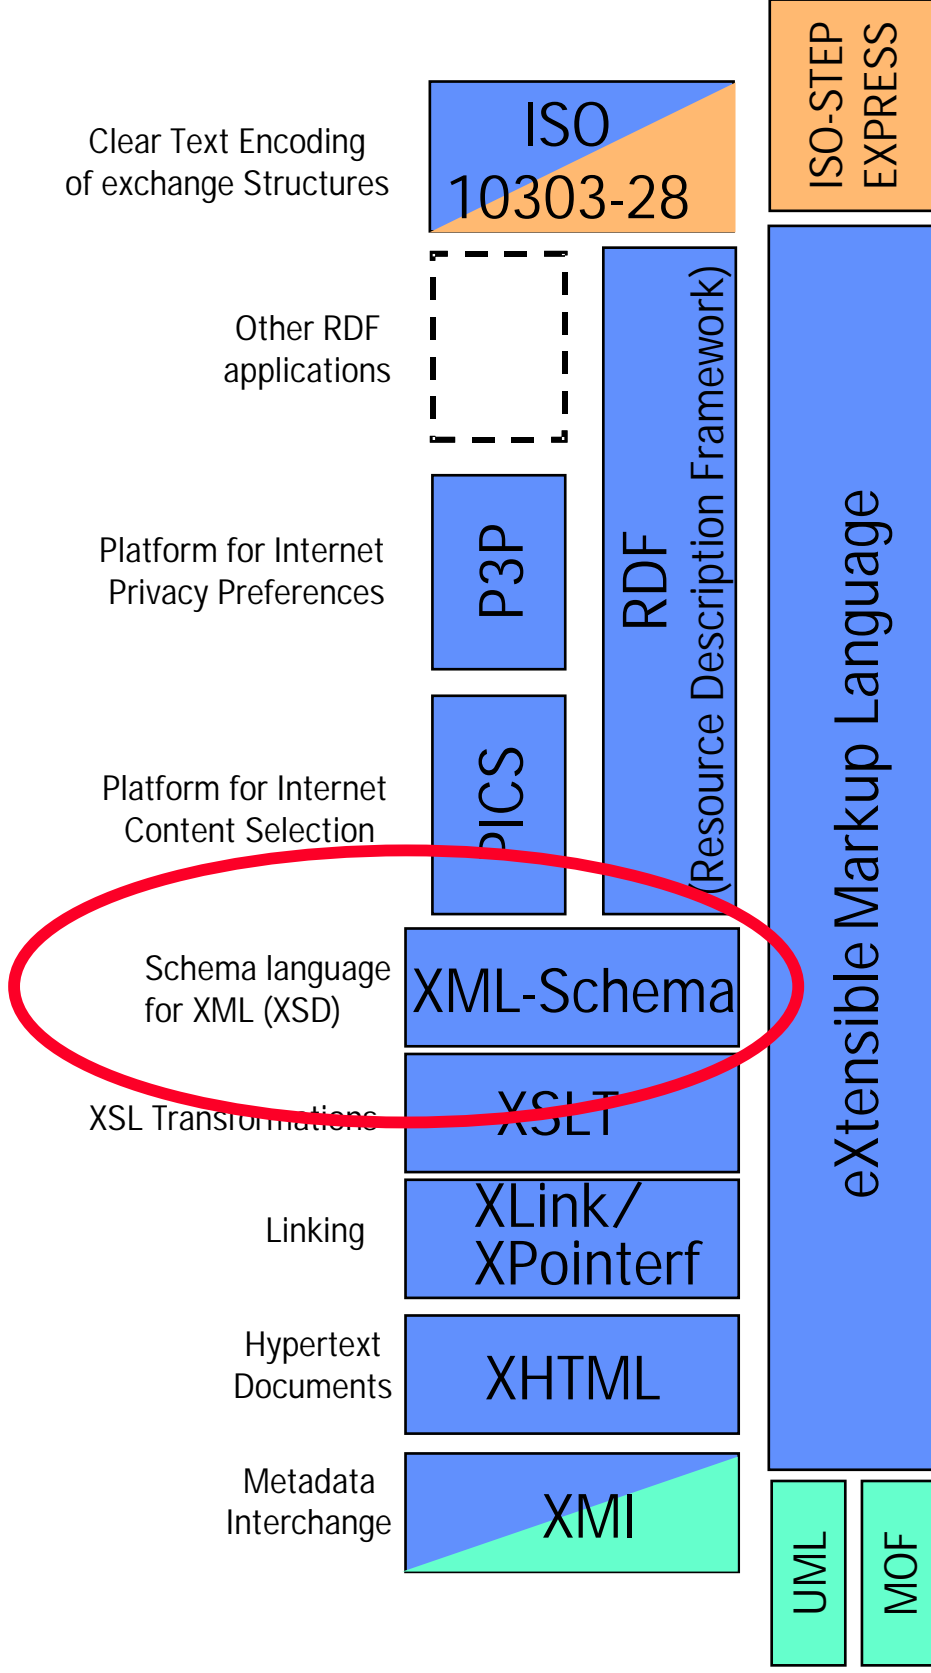 Clear Text Encoding
of exchange Structures
ISO
10303-28
ISO-STEP
EXPRESS
Other RDF
applications
RDF
(Resource Description Framework)
Platform for Internet
Privacy Preferences
P3P
Platform for Internet
Content Selection
PICS
eXtensible Markup Language
Schema language
for XML (XSD)
XML-Schema
XSL Transformations
XSLT
Linking
XLink/
XPointerf
Hypertext
Documents
XHTML
Metadata
Interchange
XMI
UML
MOF